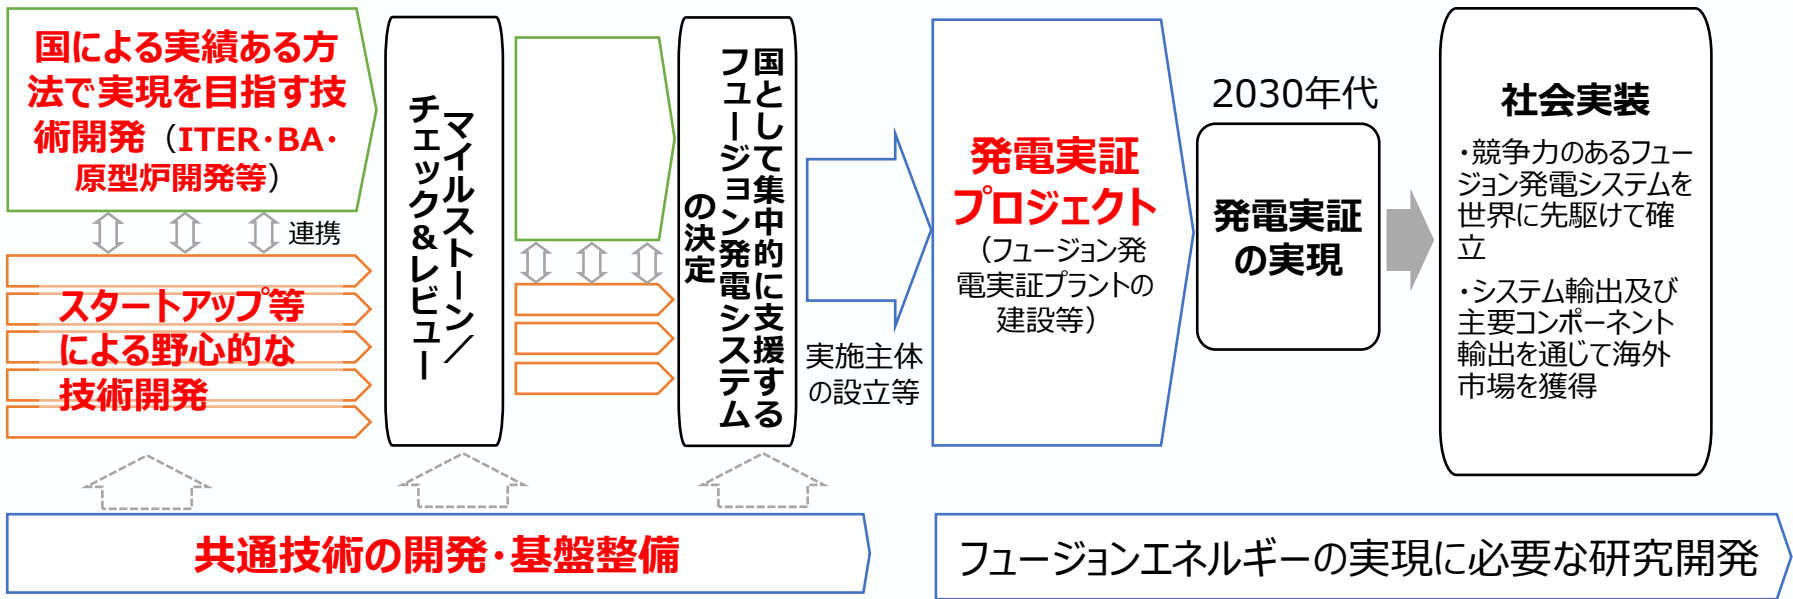 国による実績ある方
法で実現を目指す技
術開発（ITER・BA・
原型炉開発等）
連携
スタートアップ等
による野心的な
技術開発
マイルストーン／
チェック&レビュー
国として集中的に支援する
フュージョン発電システム
の決定
実施主体
の設立等
発電実証
プロジェクト
（フュージョン発
電実証プラントの
建設等）
2030年代
発電実証
の実現
社会実装
・競争力のあるフュー
ジョン発電システムを
世界に先駆けて確
立
・システム輸出及び
主要コンポーネント
輸出を通じて海外
市場を獲得
共通技術の開発・基盤整備
フュージョンエネルギーの実現に必要な研究開発